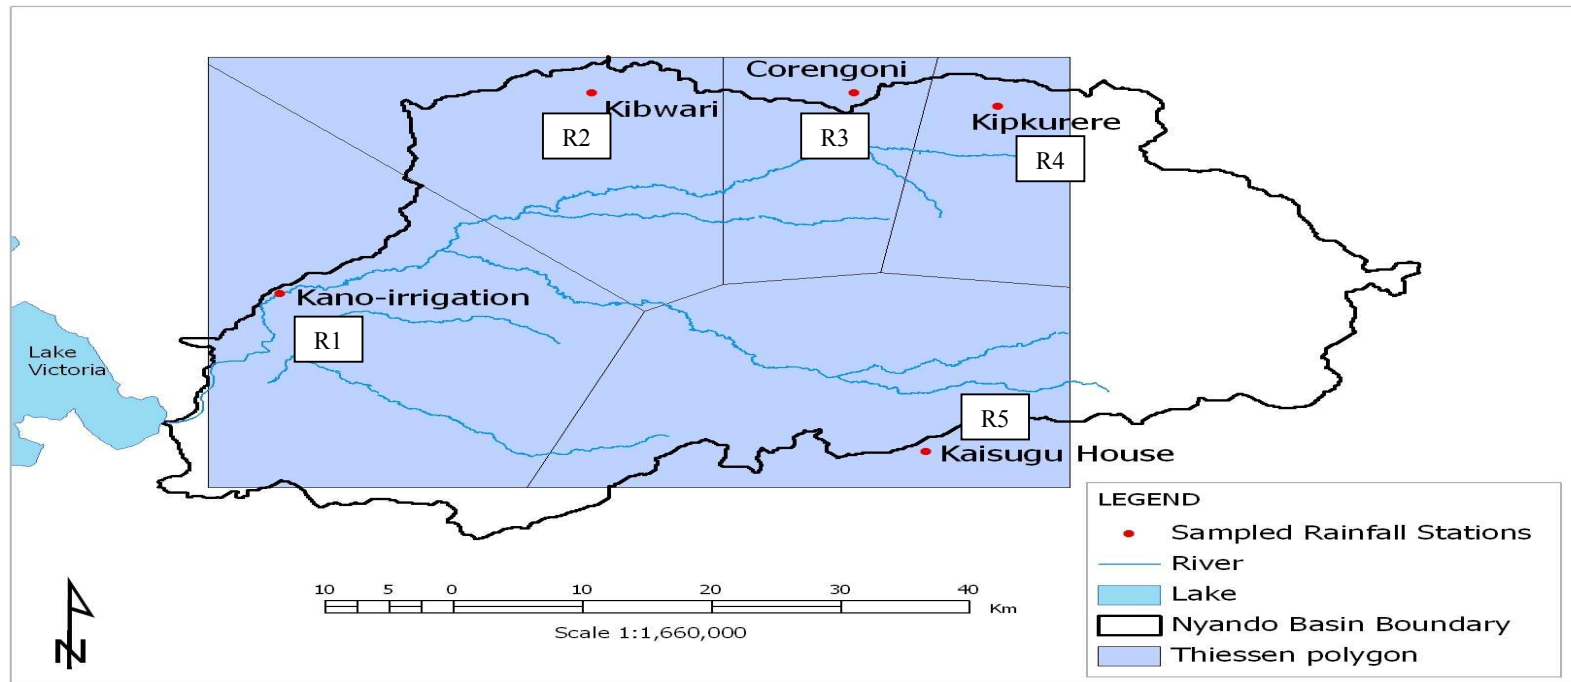 Corengoni
Kibwari
R2
R3
Kipkurere
R4
Kano-irrigation
R1
Lake
Victoria
R5
Kaisugu House
LEGEND
Sampled Rainfall Stations
River
Lake
Nyando Basin Boundary
Thiessen polygon
10 5 0 10 20 30 40
Km
Scale 1:1,660,000
N